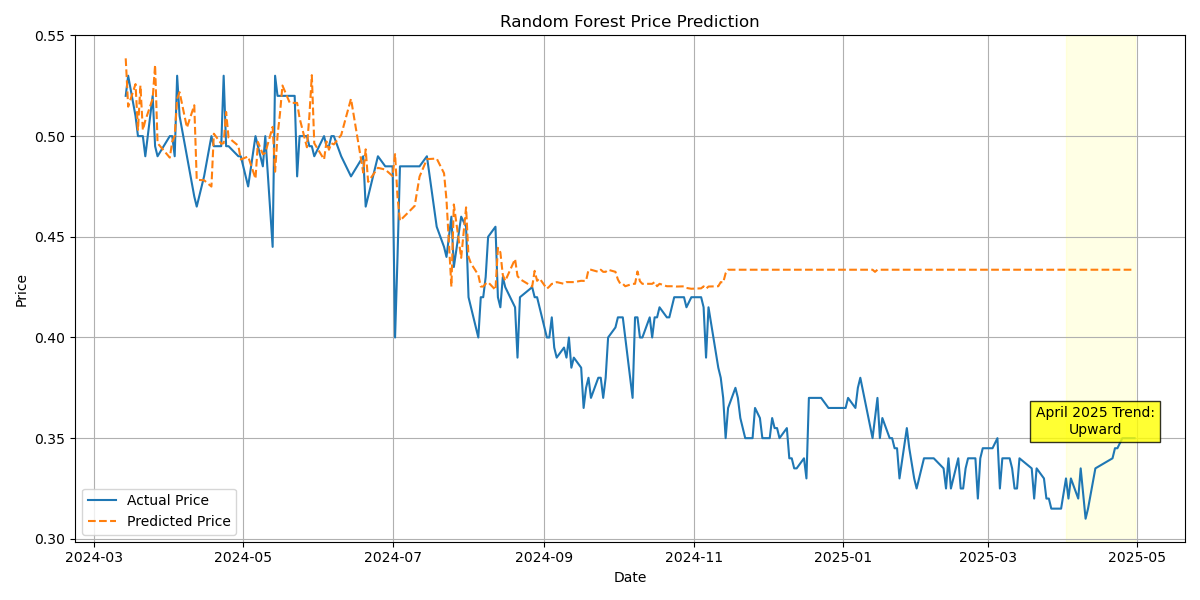 Random Forest Price Prediction
Price
0.55
0.50
0.45
0.40
0.35
0.30
April 2025 Trend:
Upward
Actual Price
Predicted Price
2024-03
2024-05
2024-07
2024-09
2024-11
2025-01
2025-03
2025-05
Date